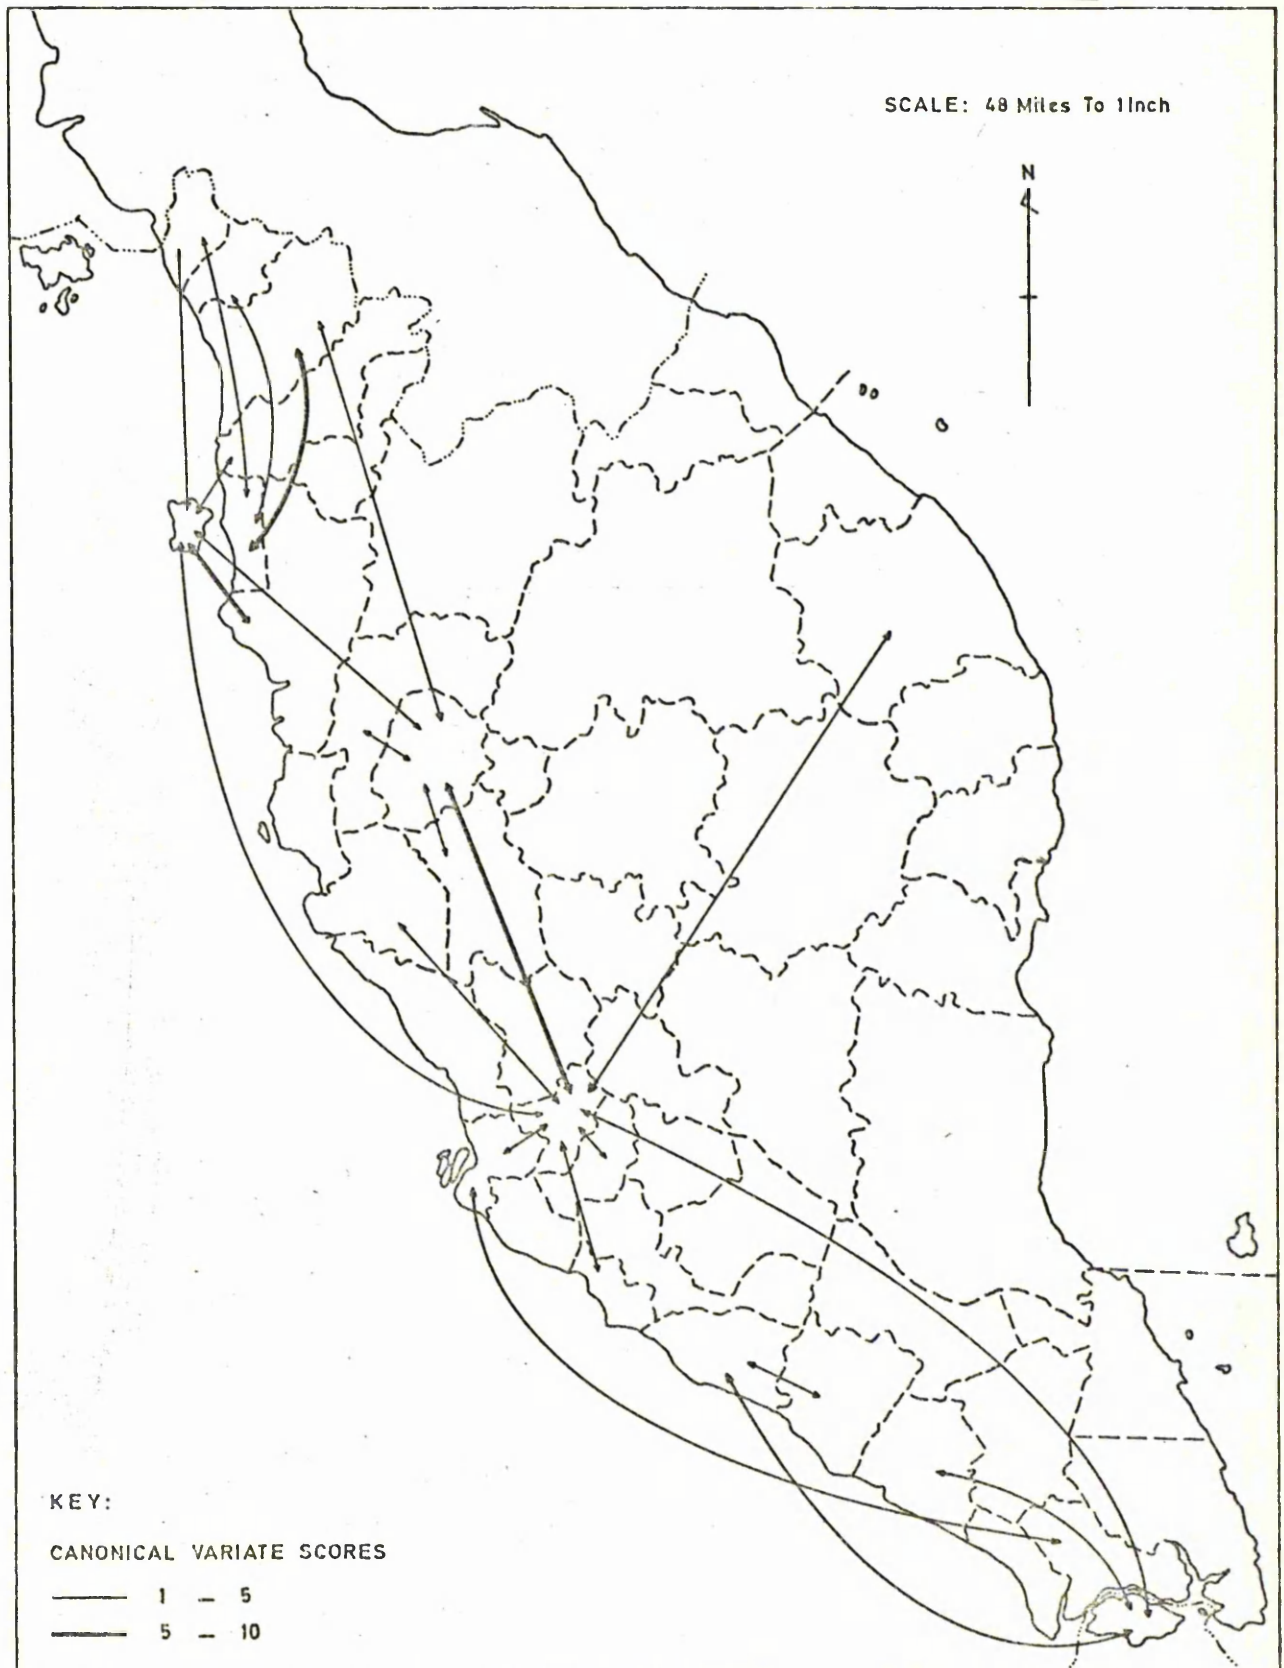 SCALE: 48 Miles To 1 Inch
N
KEY:
CANONICAL VARIATE SCORES
1 – 5
5 – 10